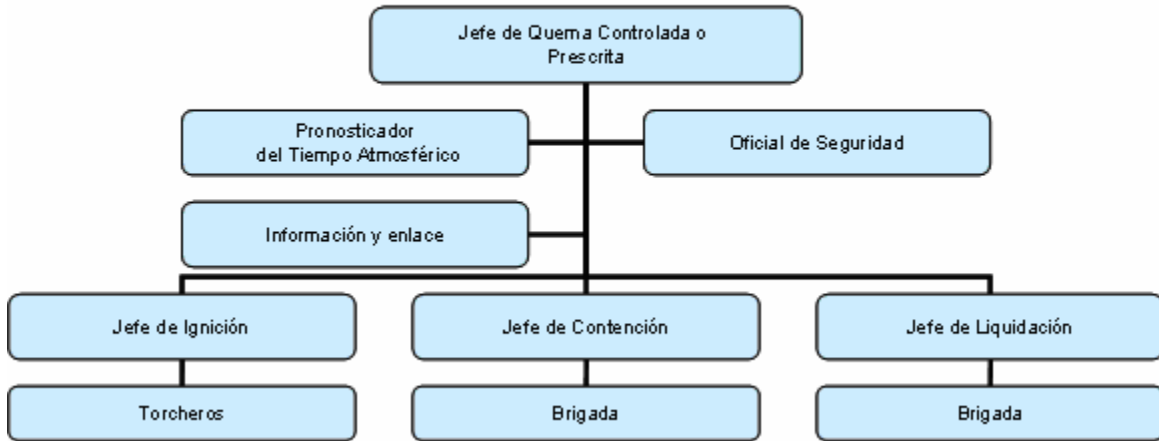 Jefe de Quema Controlada o
Prescrita
Pronosticador
del Tiempo Atmosférico
Oficial de Seguridad
Información y enlace
Jefe de Ignición
Jefe de Contención
Jefe de Liquidación
Torcheros
Brigada
Brigada